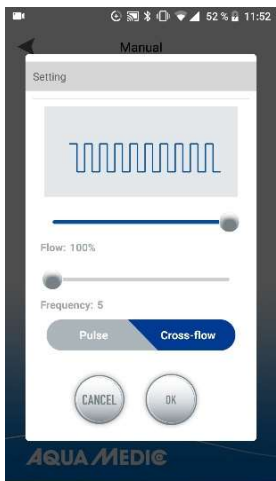 52 % 11:52
Manual
Setting
Flow: 100%
Frequency: 5
Pulse Cross-flow
CANCEL OK
AQUA MEDIC